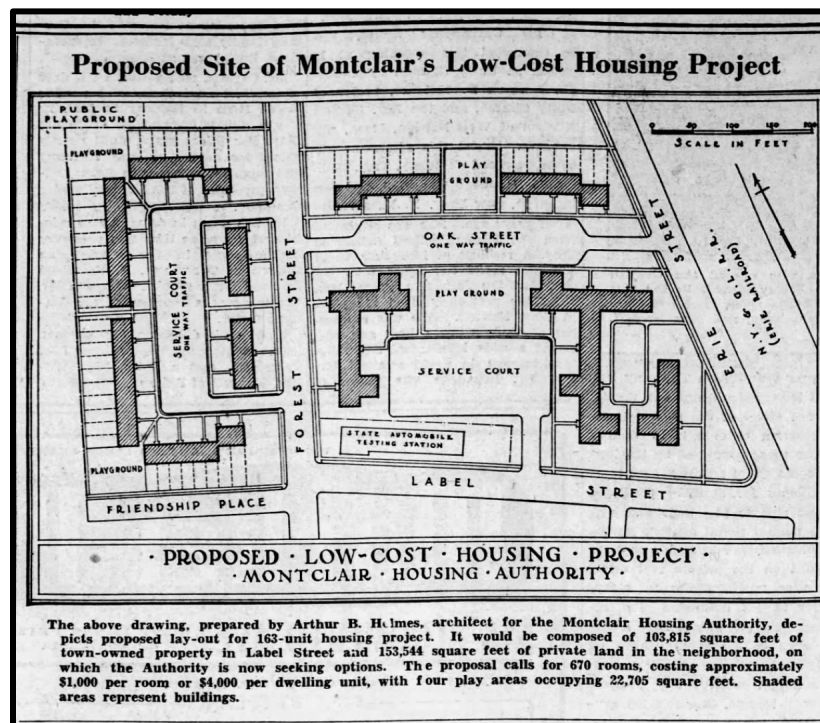 Proposed Site of Montclair's Low-Cost Housing Project
PUBLIC
PLAYGROUND
PLAYGROUND
PLAY
GROUND
0 50 100 150 200
SCALE IN FEET
OAK STREET
ONE WAY TRAFFIC
STREET
ERIE
N.Y. & G.L. R.R.
(ERIE RAILROAD)
SERVICE COURT
ONE WAY TRAFFIC
STREET
FOREST
PLAY GROUND
SERVICE COURT
STATE AUTOMOBILE
TESTING STATION
PLAYGROUND
LABEL
STREET
FRIENDSHIP PLACE
· PROPOSED · LOW-COST · HOUSING · PROJECT ·
· MONTCLAIR · HOUSING · AUTHORITY ·
The above drawing, prepared by Arthur B. Holmes, architect for the Montclair Housing Authority, de-
picts proposed lay-out for 163-unit housing project. It would be composed of 103,815 square feet of
town-owned property in Label Street and 153,544 square feet of private land in the neighborhood, on
which the Authority is now seeking options. The proposal calls for 670 rooms, costing approximately
$1,000 per room or $4,000 per dwelling unit, with four play areas occupying 22,705 square feet. Shaded
areas represent buildings.